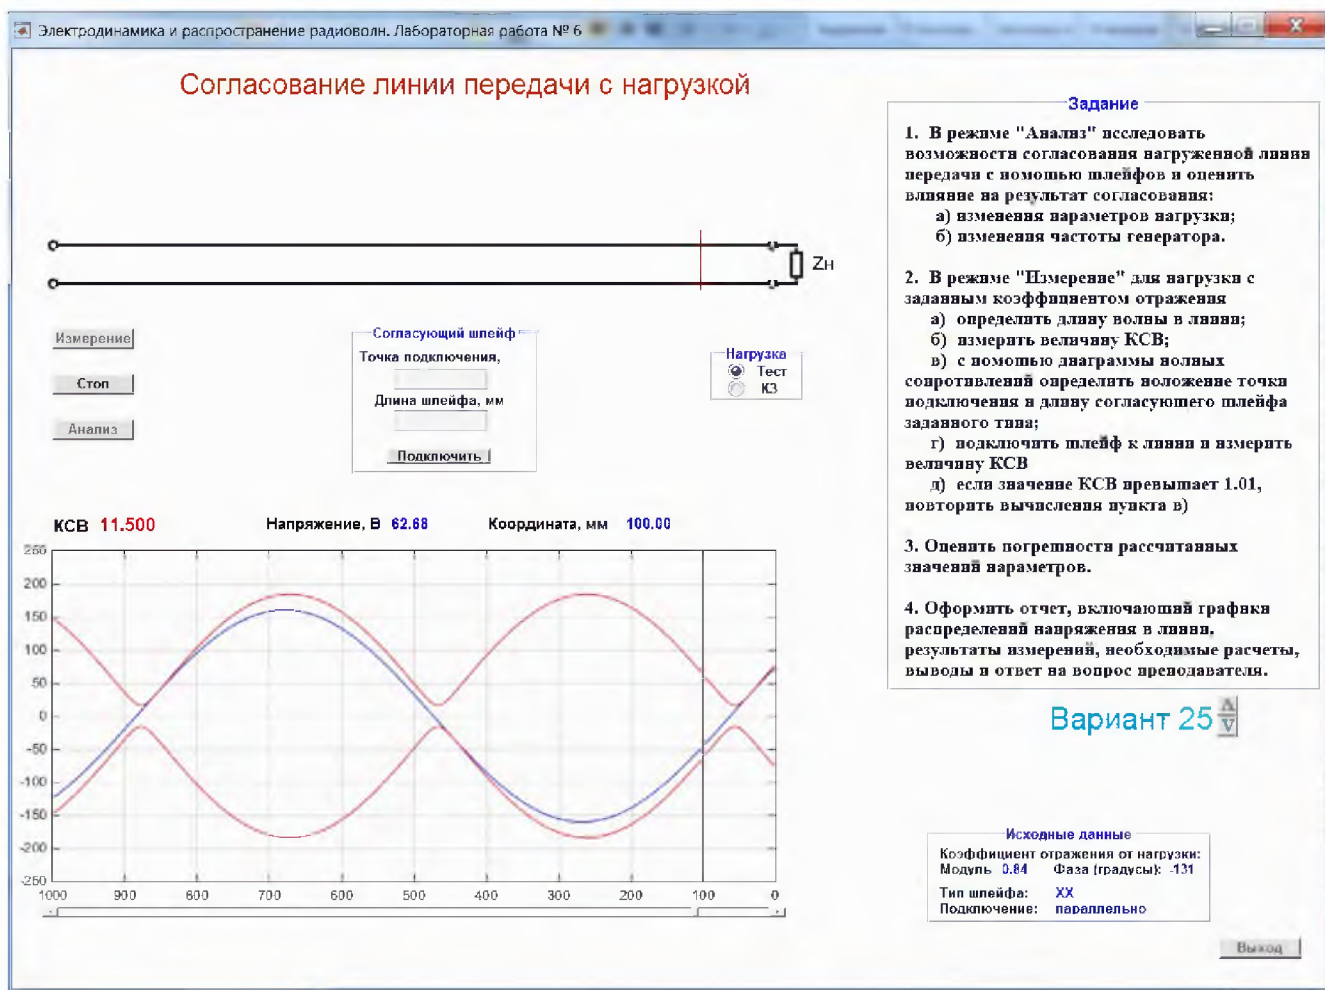 Электродинамика и распространение радиоволн. Лабораторная работа № 6
Согласование линии передачи с нагрузкой
Zн
Измерение
Стоп
Анализ
Согласующий шлейф
Точка подключения,
Длина шлейфа, мм
Подключить
Нагрузка
Тест
КЗ
КСВ 11.500 Напряжение, В 62.68 Координата, мм 100.00
250
200
150
100
50
0
-50
-100
-150
-200
-250
1000 900 800 700 600 500 400 300 200 100 0
Задание
1. В режиме "Анализ" исследовать
возможности согласования нагруженной линии
передачи с помощью шлейфов и оценить
влияние на результат согласования:
а) изменения параметров нагрузки;
б) изменения частоты генератора.
2. В режиме "Измерение" для нагрузки с
заданным коэффициентом отражения
а) определить длину волны в линии;
б) измерить величину КСВ;
в) с помощью диаграммы полных
сопротивлений определить положение точки
подключения и длину согласующего шлейфа
заданного типа;
г) подключить шлейф к линии и измерить
величину КСВ
д) если значение КСВ превышает 1.01,
повторить вычисления пункта в)
3. Оценить погрешности рассчитанных
значений параметров.
4. Оформить отчет, включающий графики
распределений напряжения в линии,
результаты измерений, необходимые расчеты,
выводы и ответ на вопрос преподавателя.
Вариант 25
Исходные данные
Коэффициент отражения от нагрузки:
Модуль 0.84 Фаза (градусы): -131
Тип шлейфа: ХХ
Подключение: параллельно
Выход